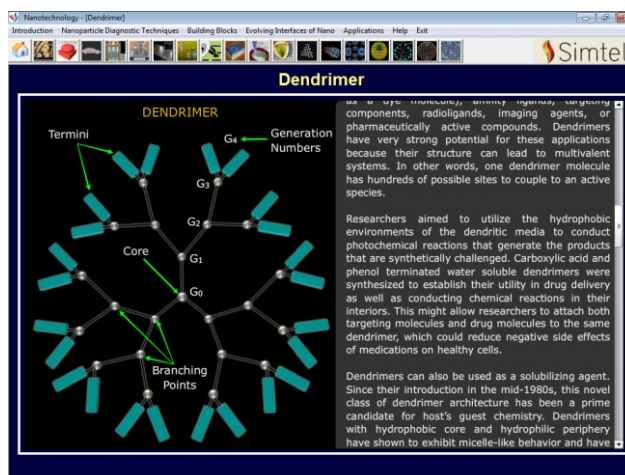 Nanotechnology - [Dendrimer]
Introduction Nanoparticle Diagnostic Techniques Building Blocks Evolving Interfaces of Nano Applications Help Exit
Simtel
Dendrimer
DENDRIMER
Termini
G4
Generation
Numbers
G3
G2
G1
Core
G0
Branching
Points
as a dye molecule), affinity ligands, targeting
components, radioligands, imaging agents, or
pharmaceutically active compounds. Dendrimers
have very strong potential for these applications
because their structure can lead to multivalent
systems. In other words, one dendrimer molecule
has hundreds of possible sites to couple to an active
species.
Researchers aimed to utilize the hydrophobic
environments of the dendritic media to conduct
photochemical reactions that generate the products
that are synthetically challenged. Carboxylic acid and
phenol terminated water soluble dendrimers were
synthesized to establish their utility in drug delivery
as well as conducting chemical reactions in their
interiors. This might allow researchers to attach both
targeting molecules and drug molecules to the same
dendrimer, which could reduce negative side effects
of medications on healthy cells.
Dendrimers can also be used as a solubilizing agent.
Since their introduction in the mid-1980s, this novel
class of dendrimer architecture has been a prime
candidate for host's guest chemistry. Dendrimers
with hydrophobic core and hydrophilic periphery
have shown to exhibit micelle-like behavior and have